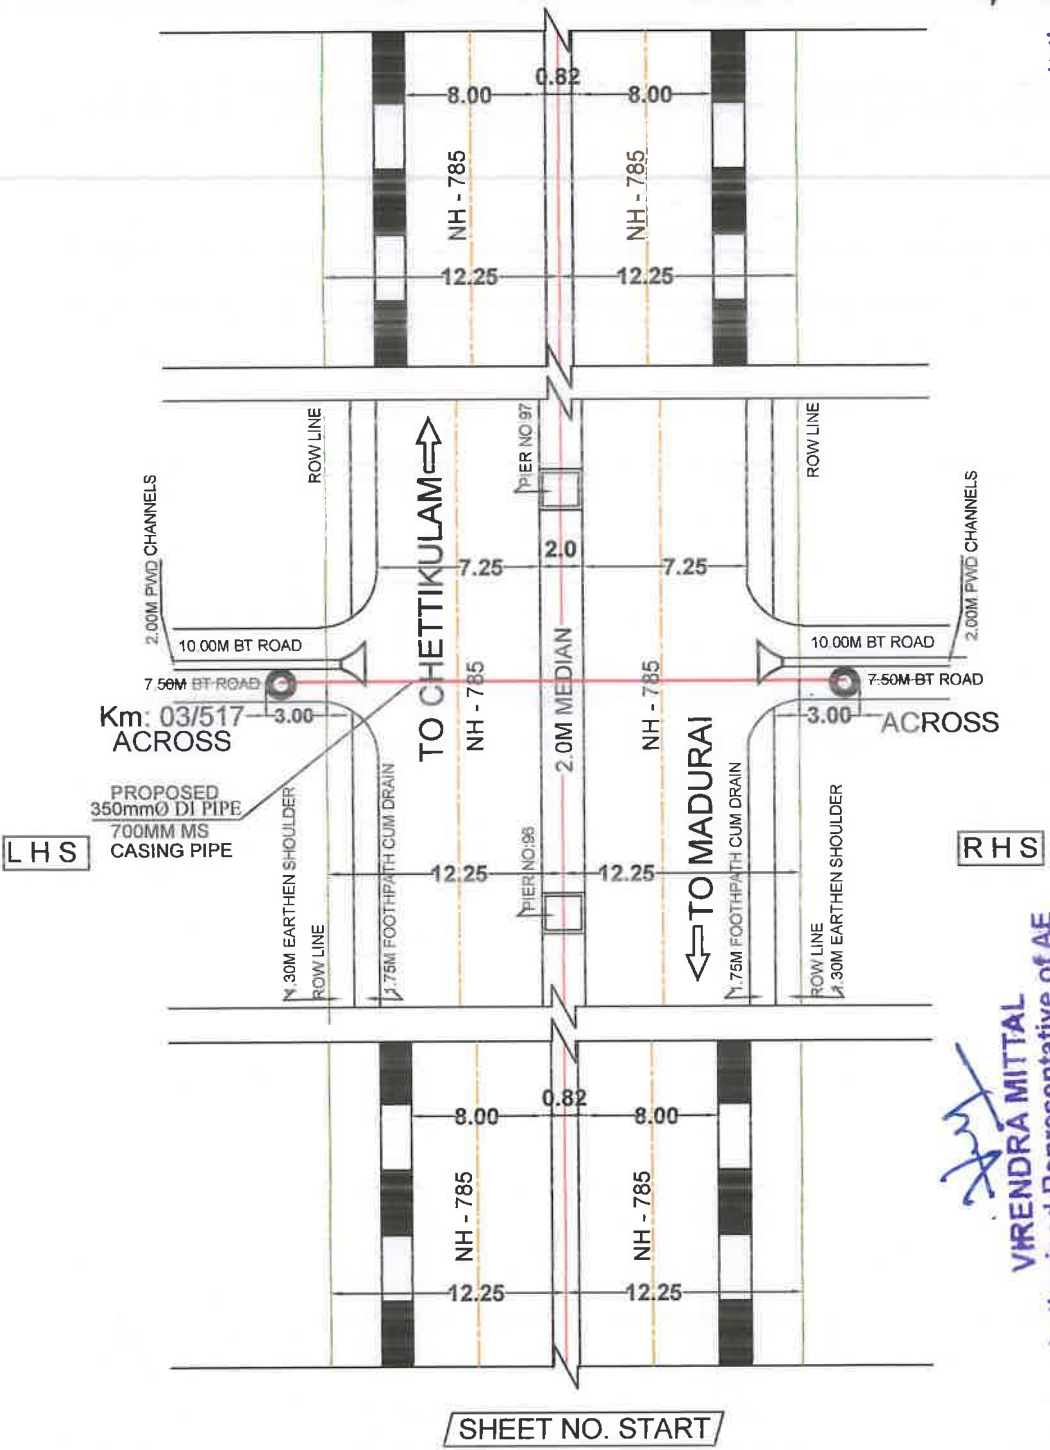 0.82
8.00
8.00
NH - 785
NH - 785
12.25
12.25
ROW LINE
TO CHETTIKULAM
PIER NO:97
ROW LINE
2.00M PWD CHANNELS
2.00M PWD CHANNELS
7.25
2.0
7.25
10.00M BT ROAD
10.00M BT ROAD
7.50M BT ROAD
7.50M BT ROAD
NH - 785
2.0M MEDIAN
NH - 785
Km: 03/517
ACROSS
3.00
3.00
ACROSS
PROPOSED
350mmØ DI PIPE
700MM MS
CASING PIPE
LHS
RHS
1.30M EARTHEN SHOULDER
ROW LINE
1.75M FOOTHPATH CUM DRAIN
12.25
PIER NO:96
12.25
TO MADURAI
1.75M FOOTHPATH CUM DRAIN
ROW LINE
1.30M EARTHEN SHOULDER
0.82
8.00
8.00
NH - 785
NH - 785
12.25
12.25
VIRENDRA MITTAL
Representative of AE
SHEET NO. START